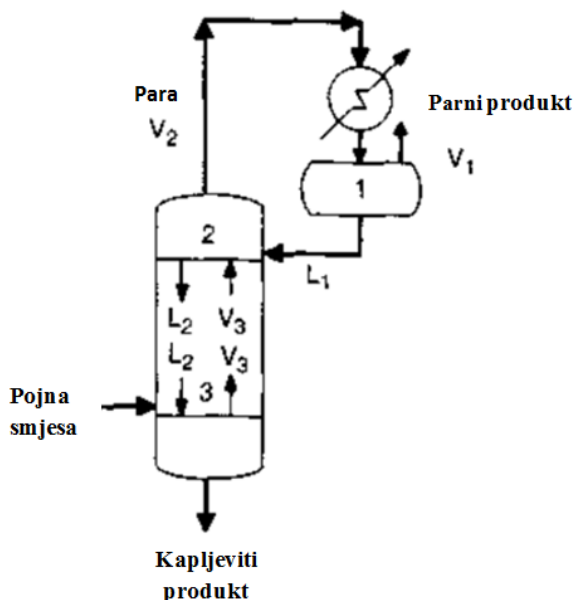 Para
V2
Parni produkt
V1
1
2
L1
L2 V3
L2 V3
3
Pojna
smjesa
Kapljeviti
produkt